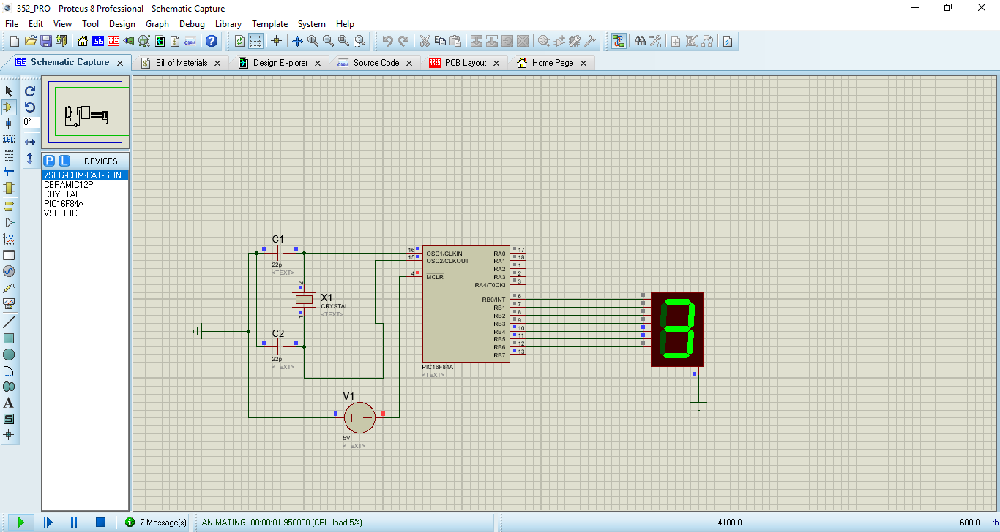 352_PRO - Proteus 8 Professional - Schematic Capture
File Edit View Tool Design Graph Debug Library Template System Help
Schematic Capture Bill of Materials Design Explorer Source Code PCB Layout Home Page
0°
LBL
P L DEVICES
7SEG-COM-CAT-GRN
CERAMIC12P
CRYSTAL
PIC16F84A
VSOURCE
A
S
C1
22p
<TEXT>
2
X1
CRYSTAL
<TEXT>
1
C2
22p
<TEXT>
V1
5V
<TEXT>
16 OSC1/CLKIN
15 OSC2/CLKOUT
4 MCLR
RA0 17
RA1 18
RA2 1
RA3 2
RA4/T0CKI 3
RB0/INT 6
RB1 7
RB2 8
RB3 9
RB4 10
RB5 11
RB6 12
RB7 13
PIC16F84A
<TEXT>
3
7 Message(s) ANIMATING: 00:00:01.950000 (CPU load 5%) -4100.0 +600.0 th